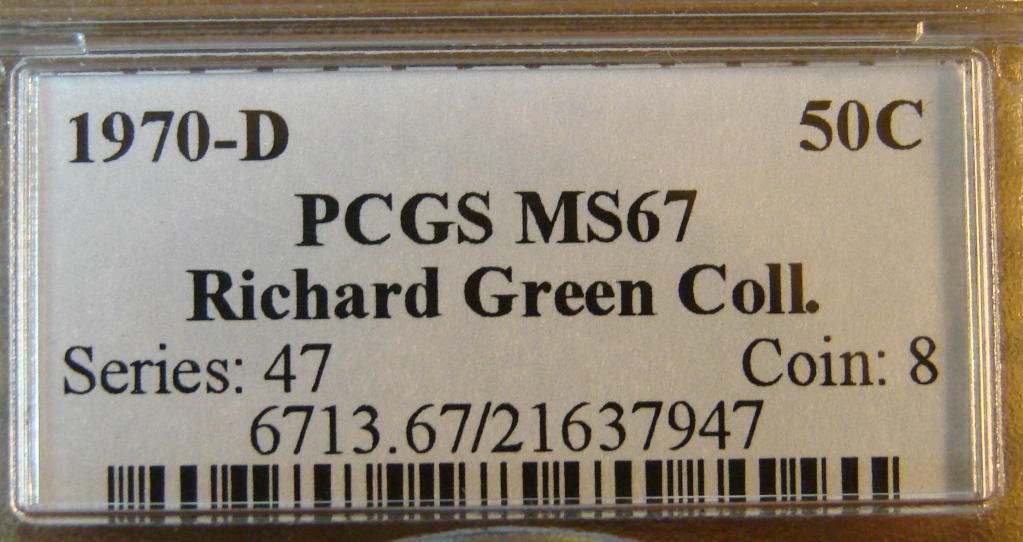 1970-D 50C
PCGS MS67
Richard Green Coll.
Series: 47 Coin: 8
6713.67/21637947